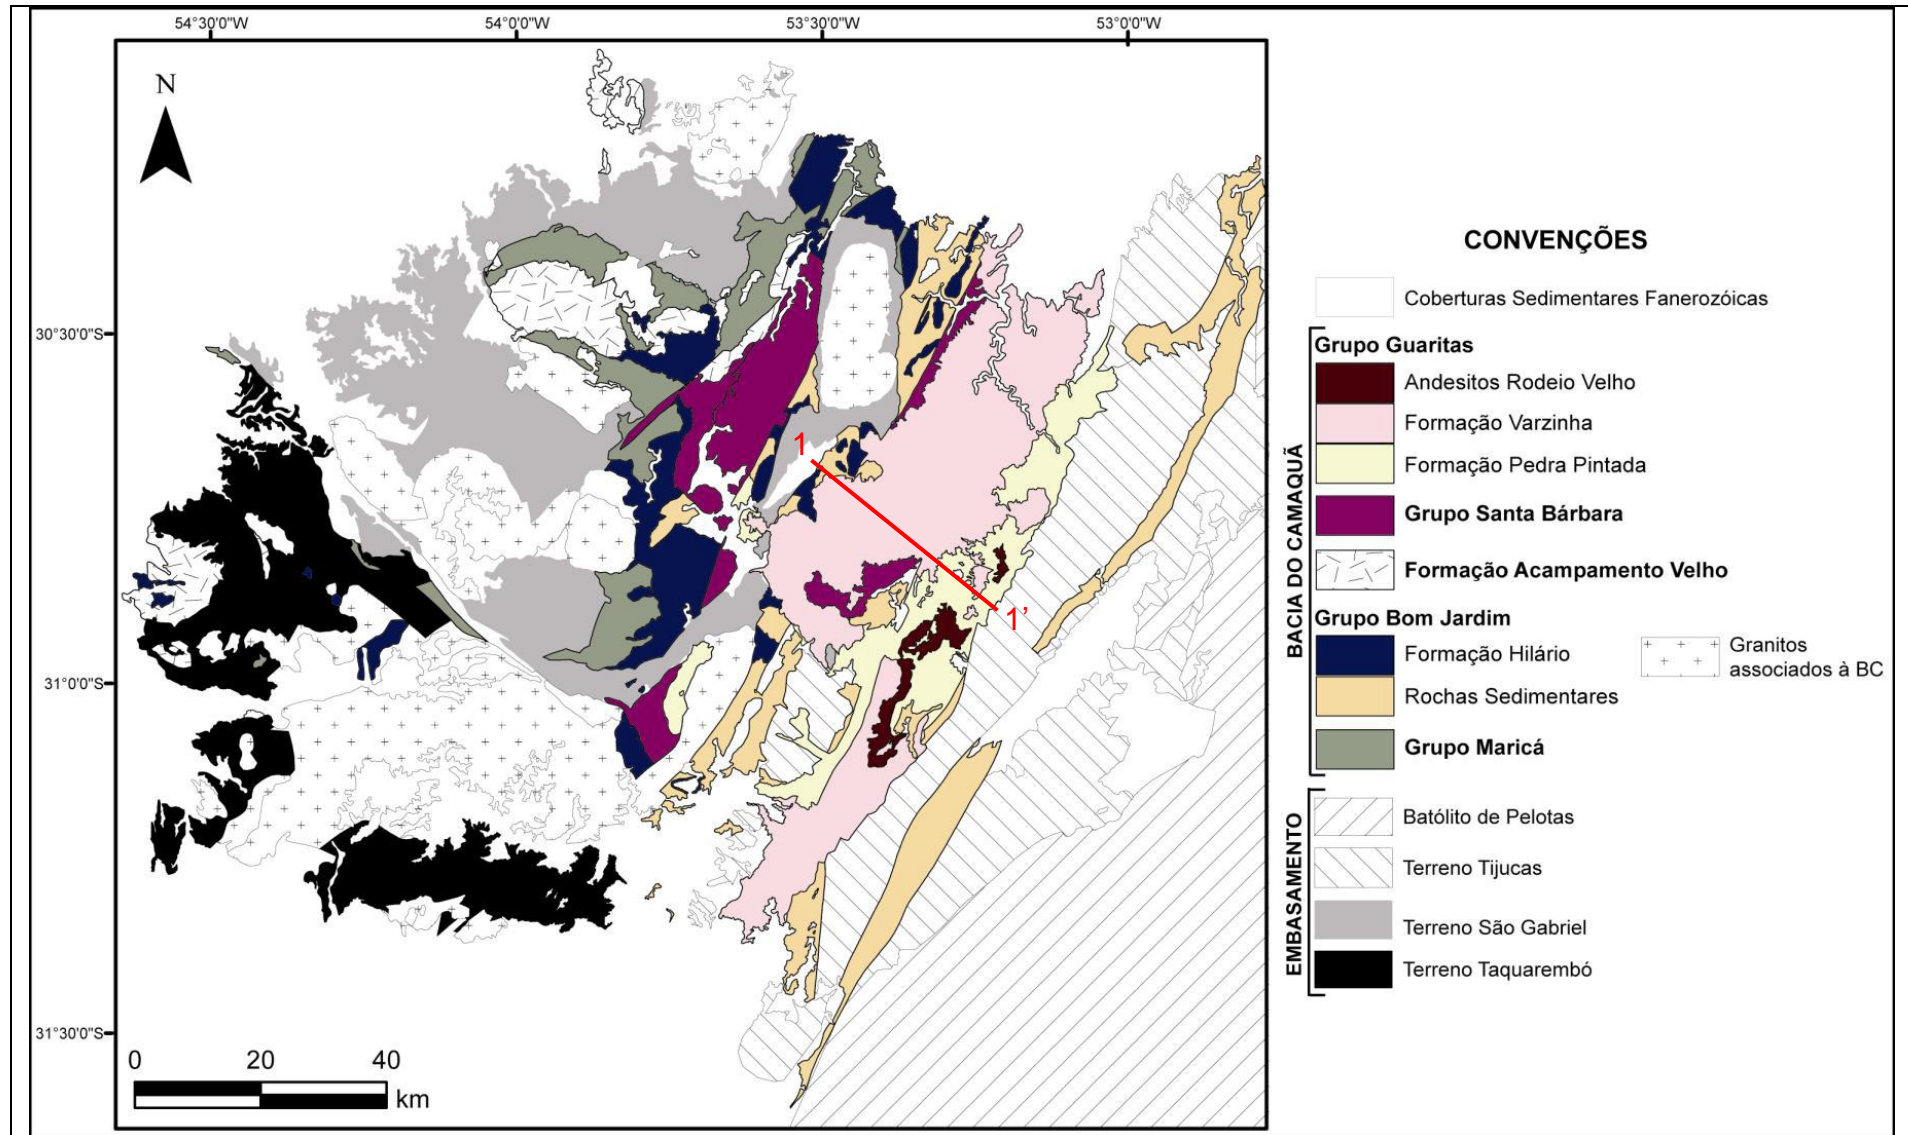 54°30'0"W
54°0'0"W
53°30'0"W
53°0'0"W
N
30°30'0"S
31°0'0"S
31°30'0"S
1
1’
0 20 40
km
CONVENÇÕES
Coberturas Sedimentares Fanerozóicas
BACIA DO CAMAQUÃ
Grupo Guaritas
Andesitos Rodeio Velho
Formação Varzinha
Formação Pedra Pintada
Grupo Santa Bárbara
Formação Acampamento Velho
Grupo Bom Jardim
Formação Hilário
Rochas Sedimentares
Grupo Maricá
Granitos
associados à BC
EMBASAMENTO
Batólito de Pelotas
Terreno Tijucas
Terreno São Gabriel
Terreno Taquarembó